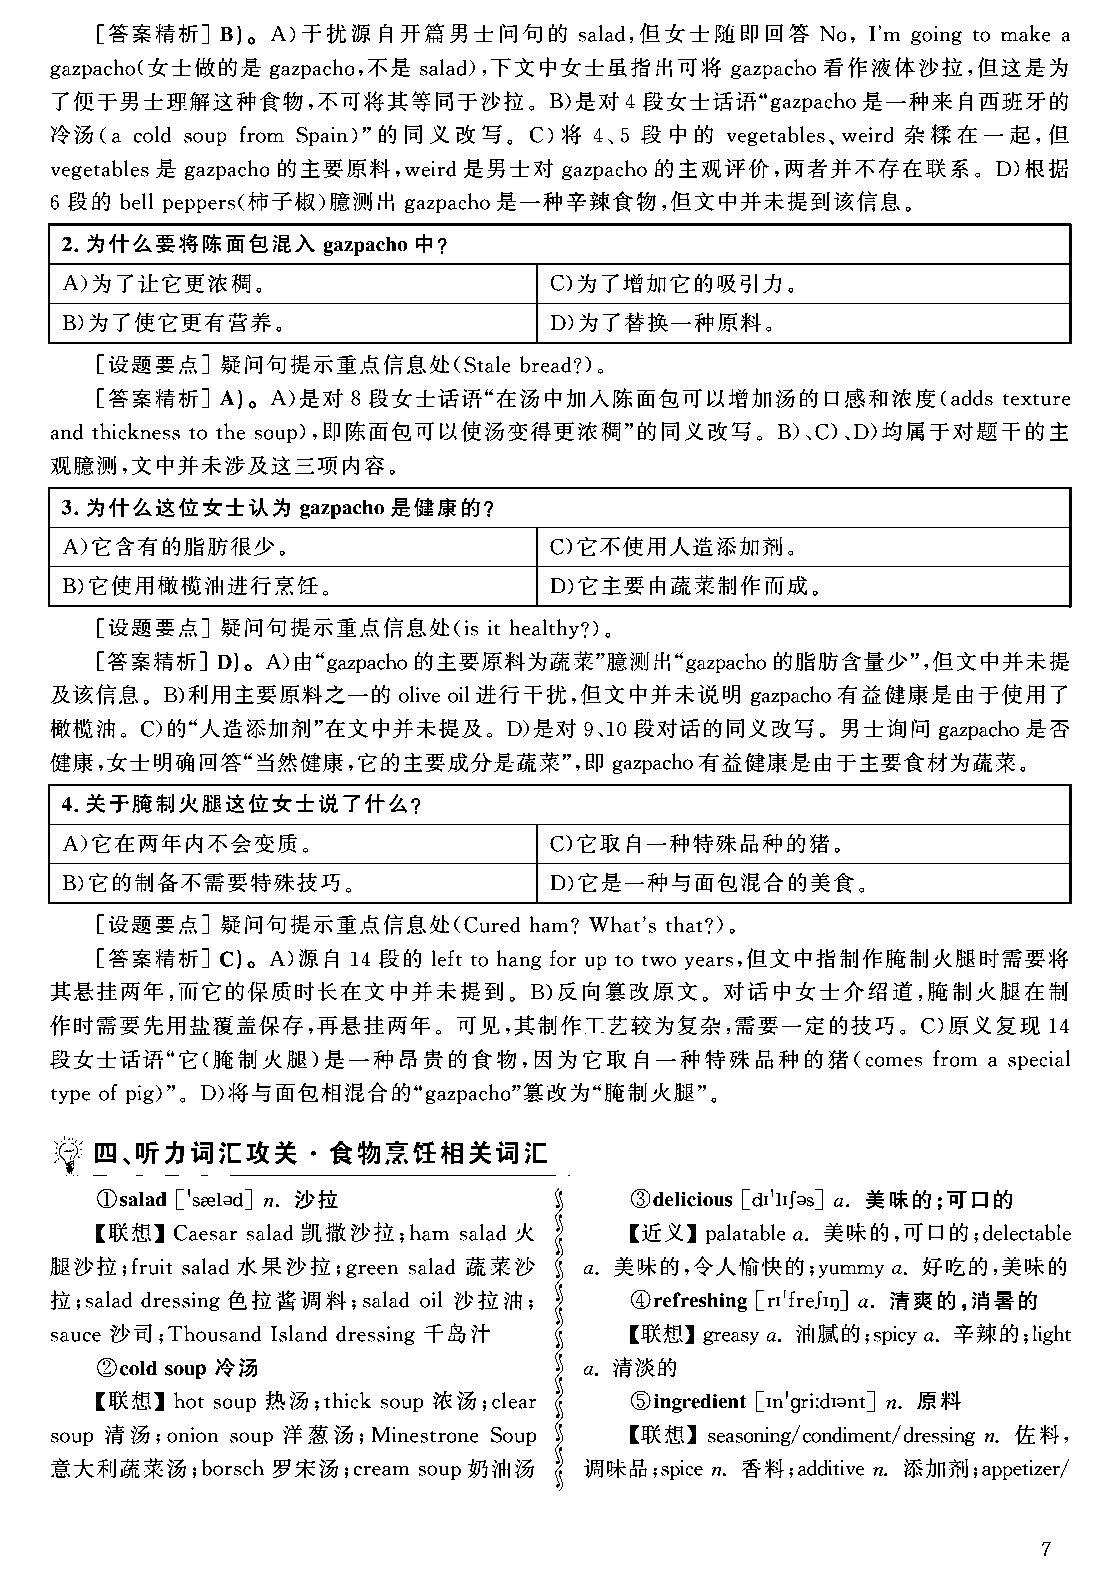 [答案精析] B)。A)干扰源自开篇男士问句的 salad,但女士随即回答 No, I'm going to make a
gazpacho(女士做的是 gazpacho,不是 salad),下文中女士虽指出可将 gazpacho 看作液体沙拉,但这是为
了便于男士理解这种食物,不可将其等同于沙拉。B)是对 4 段女士话语“gazpacho 是一种来自西班牙的
冷汤(a cold soup from Spain)”的同义改写。C)将 4、5 段中的 vegetables、weird 杂糅在一起,但
vegetables 是 gazpacho 的主要原料,weird 是男士对 gazpacho 的主观评价,两者并不存在联系。D)根据
6 段的 bell peppers(柿子椒)臆测出 gazpacho 是一种辛辣食物,但文中并未提到该信息。
2. 为什么要将陈面包混入 gazpacho 中?
A)为了让它更浓稠。 C)为了增加它的吸引力。
B)为了使它更有营养。 D)为了替换一种原料。
[设题要点] 疑问句提示重点信息处(Stale bread?)。
[答案精析] A)。A)是对 8 段女士话语“在汤中加入陈面包可以增加汤的口感和浓度(adds texture
and thickness to the soup),即陈面包可以使汤变得更浓稠”的同义改写。B)、C)、D)均属于对题干的主
观臆测,文中并未涉及这三项内容。
3. 为什么这位女士认为 gazpacho 是健康的?
A)它含有的脂肪很少。 C)它不使用人造添加剂。
B)它使用橄榄油进行烹饪。 D)它主要由蔬菜制作而成。
[设题要点] 疑问句提示重点信息处(is it healthy?)。
[答案精析] D)。A)由“gazpacho 的主要原料为蔬菜”臆测出“gazpacho 的脂肪含量少”,但文中并未提
及该信息。B)利用主要原料之一的 olive oil 进行干扰,但文中并未说明 gazpacho 有益健康是由于使用了
橄榄油。C)的“人造添加剂”在文中并未提及。D)是对 9、10 段对话的同义改写。男士询问 gazpacho 是否
健康,女士明确回答“当然健康,它的主要成分是蔬菜”,即 gazpacho 有益健康是由于主要食材为蔬菜。
4. 关于腌制火腿这位女士说了什么?
A)它在两年内不会变质。 C)它取自一种特殊品种的猪。
B)它的制备不需要特殊技巧。 D)它是一种与面包混合的美食。
[设题要点] 疑问句提示重点信息处(Cured ham? What's that?)。
[答案精析] C)。A)源自 14 段的 left to hang for up to two years,但文中指制作腌制火腿时需要将
其悬挂两年,而它的保质时长在文中并未提到。B)反向篡改原文。对话中女士介绍道,腌制火腿在制
作时需要先用盐覆盖保存,再悬挂两年。可见,其制作工艺较为复杂,需要一定的技巧。C)原义复现 14
段女士话语“它(腌制火腿)是一种昂贵的食物,因为它取自一种特殊品种的猪(comes from a special
type of pig)”。D)将与面包相混合的“gazpacho”篡改为“腌制火腿”。
四、听力词汇攻关·食物烹饪相关词汇
①salad [ˈsæləd] n. 沙拉
【联想】Caesar salad 凯撒沙拉;ham salad 火
腿沙拉;fruit salad 水果沙拉;green salad 蔬菜沙
拉;salad dressing 色拉酱调料;salad oil 沙拉油;
sauce 沙司;Thousand Island dressing 千岛汁
②cold soup 冷汤
【联想】hot soup 热汤;thick soup 浓汤;clear
soup 清汤;onion soup 洋葱汤;Minestrone Soup
意大利蔬菜汤;borsch 罗宋汤;cream soup 奶油汤
③delicious [dɪˈlɪʃəs] a. 美味的;可口的
【近义】palatable a. 美味的,可口的;delectable
a. 美味的,令人愉快的;yummy a. 好吃的,美味的
④refreshing [rɪˈfreʃɪŋ] a. 清爽的,消暑的
【联想】greasy a. 油腻的;spicy a. 辛辣的;light
a. 清淡的
⑤ingredient [ɪnˈgriːdɪənt] n. 原料
【联想】seasoning/condiment/dressing n. 佐料,
调味品;spice n. 香料;additive n. 添加剂;appetizer/
7